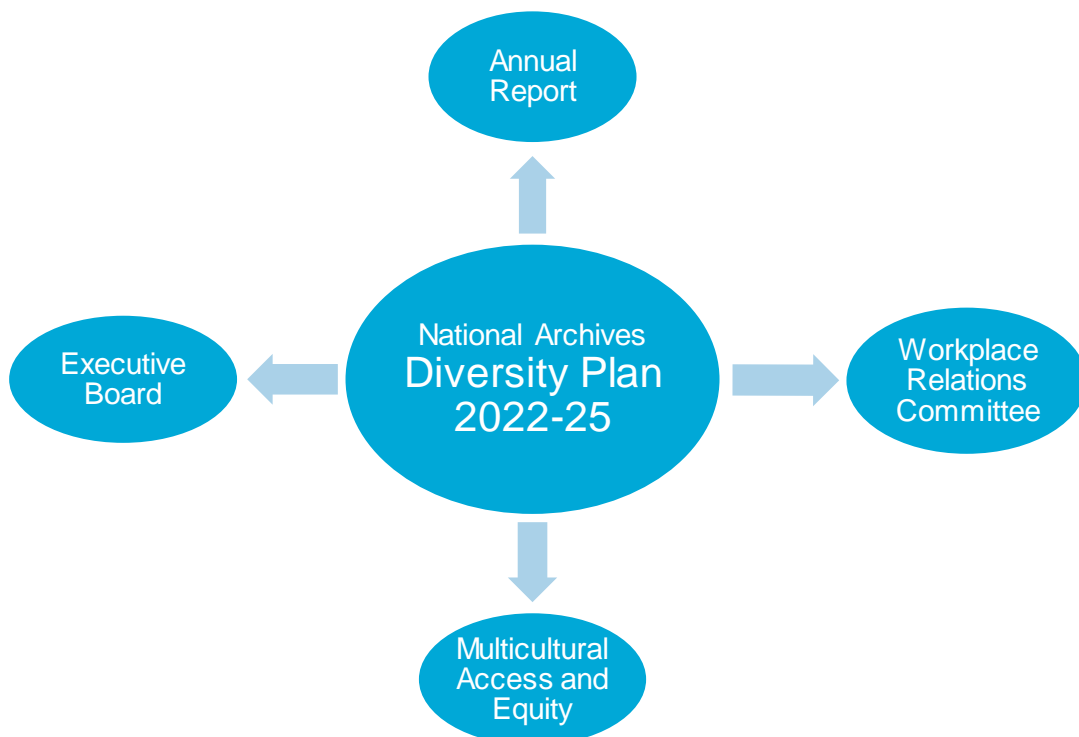 Annual
Report
National Archives
Diversity Plan
2022-25
Executive
Board
Workplace
Relations
Committee
Multicultural
Access and
Equity